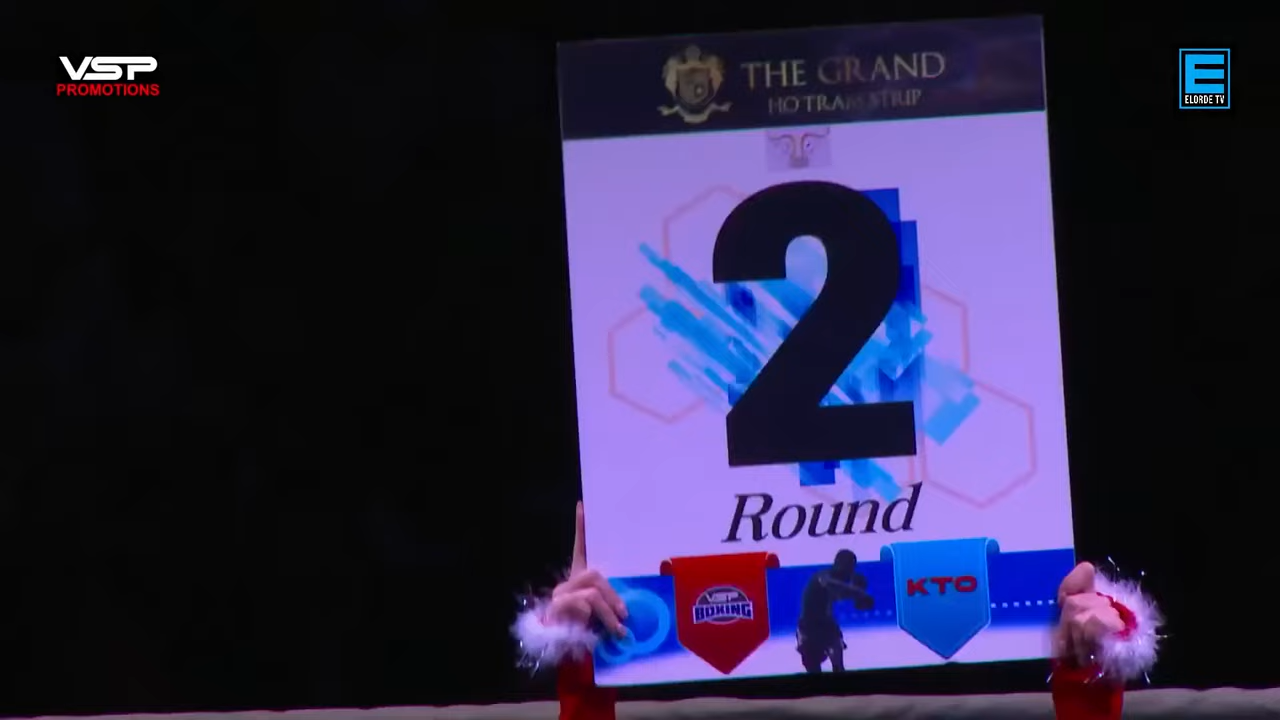 VSP
PROMOTIONS
E
ELORDE TV
THE GRAND
HO TRAM STRIP
2
Round
VSP
BOXING
KTO